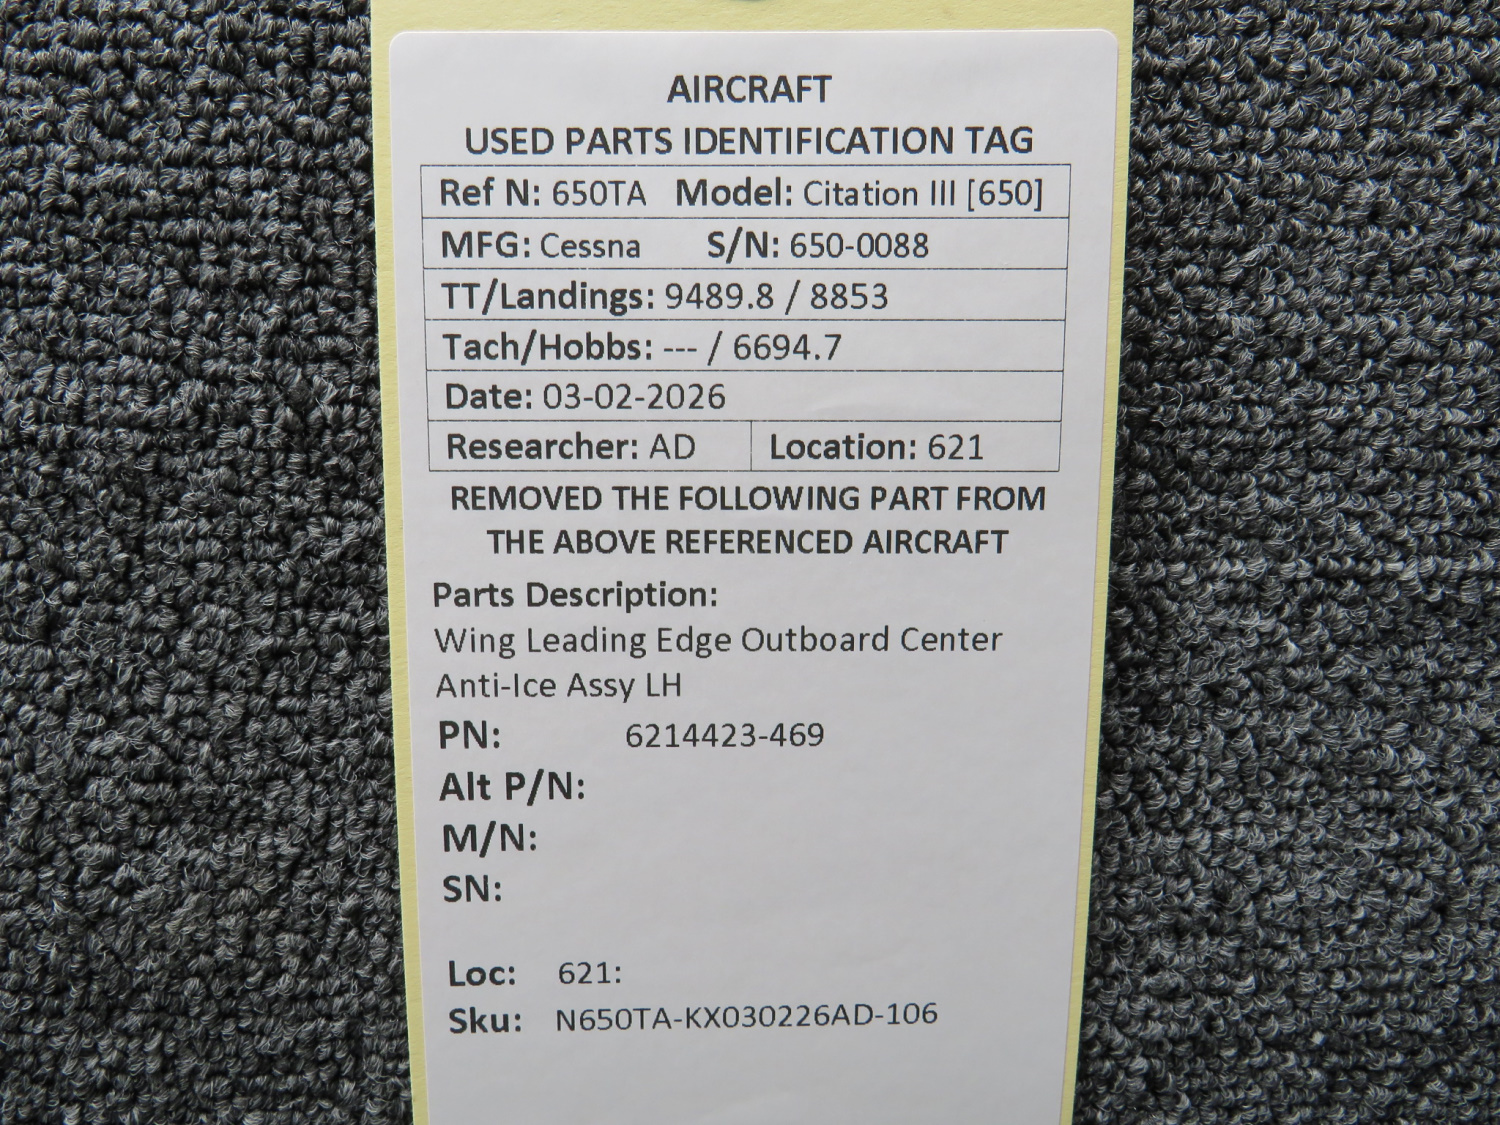 AIRCRAFT
USED PARTS IDENTIFICATION TAG
Ref N: 650TA Model: Citation III [650]
MFG: Cessna S/N: 650-0088
TT/Landings: 9489.8 / 8853
Tach/Hobbs: --- / 6694.7
Date: 03-02-2026
Researcher: AD Location: 621
REMOVED THE FOLLOWING PART FROM
THE ABOVE REFERENCED AIRCRAFT
Parts Description:
Wing Leading Edge Outboard Center
Anti-Ice Assy LH
PN: 6214423-469
Alt P/N:
M/N:
SN:
Loc: 621:
Sku: N650TA-KX030226AD-106